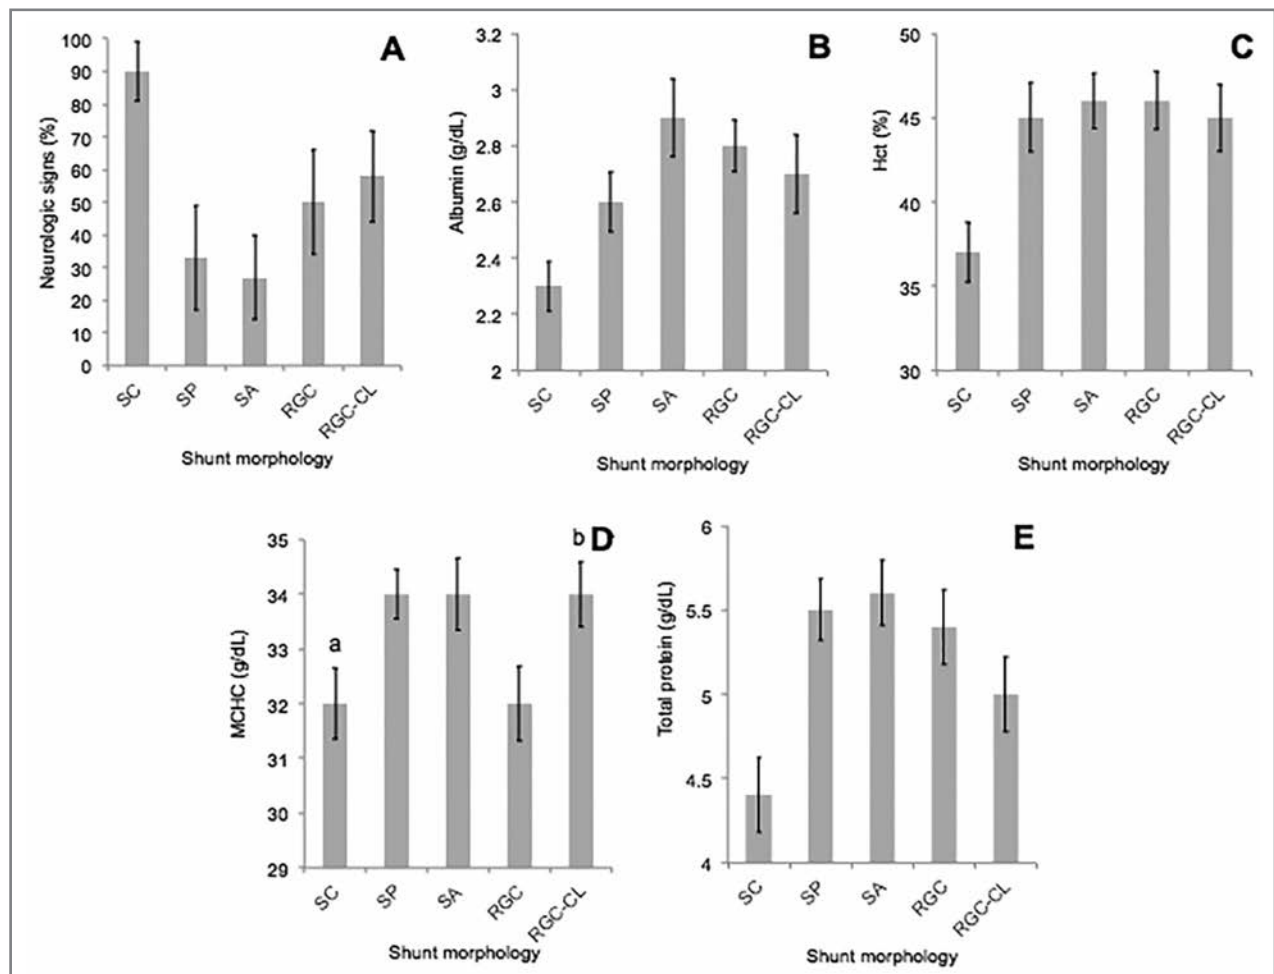 A
Neurologic signs (%)
100
90
80
70
60
50
40
30
20
10
0
SC
SP
SA
RGC
RGC-CL
Shunt morphology
B
Albumin (g/dL)
3.2
3
2.8
2.6
2.4
2.2
2
SC
SP
SA
RGC
RGC-CL
Shunt morphology
C
Hct (%)
50
45
40
35
30
SC
SP
SA
RGC
RGC-CL
Shunt morphology
D
MCHC (g/dL)
35
34
33
32
31
30
29
a
b
SC
SP
SA
RGC
RGC-CL
Shunt morphology
E
Total protein (g/dL)
6
5.5
5
4.5
4
SC
SP
SA
RGC
RGC-CL
Shunt morphology